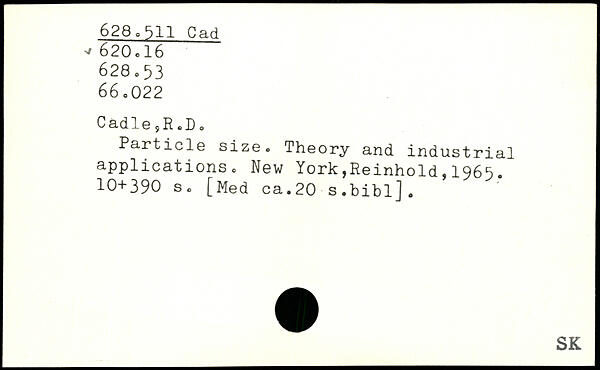 628.511 Cad
✓ 620.16
628.53
66.022
Cadle,R.D.
Particle size. Theory and industrial
applications. New York,Reinhold,1965.
10+390 s. [Med ca.20 s.bibl].
SK